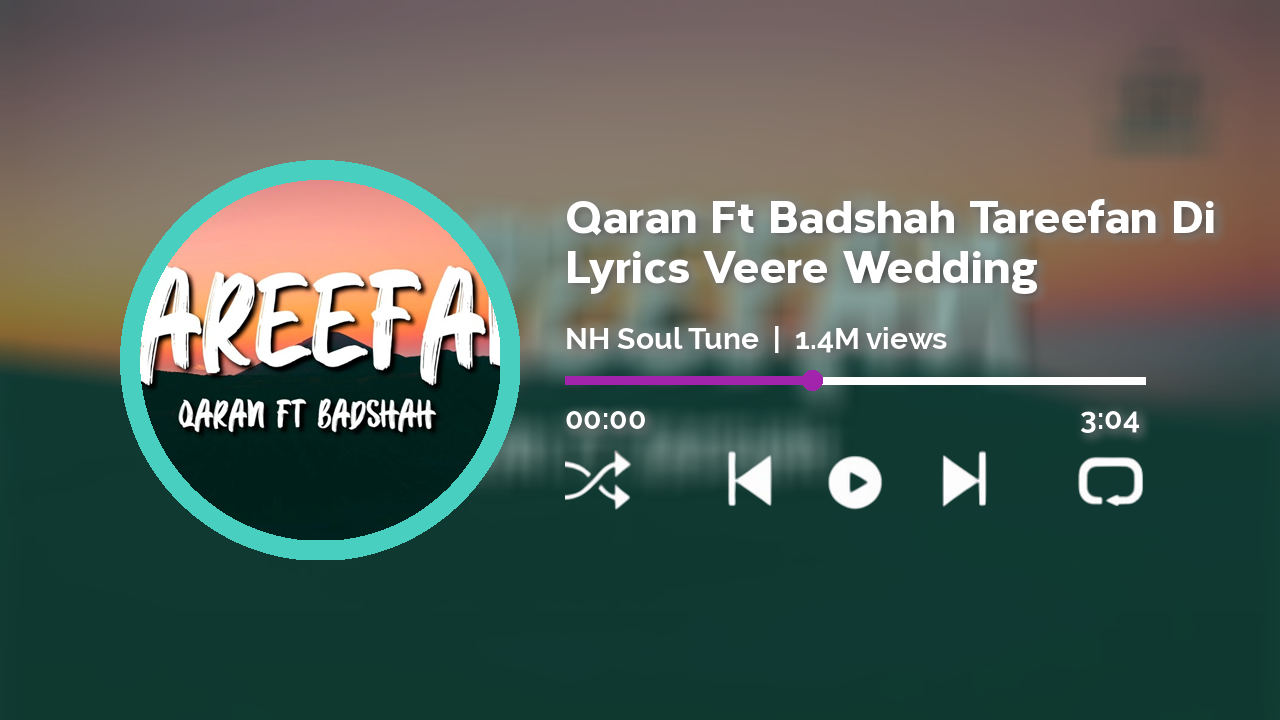 AREEFA
QARAN FT BADSHAH
Qaran Ft Badshah Tareefan Di
Lyrics Veere Wedding
NH Soul Tune | 1.4M views
00:00
3:04